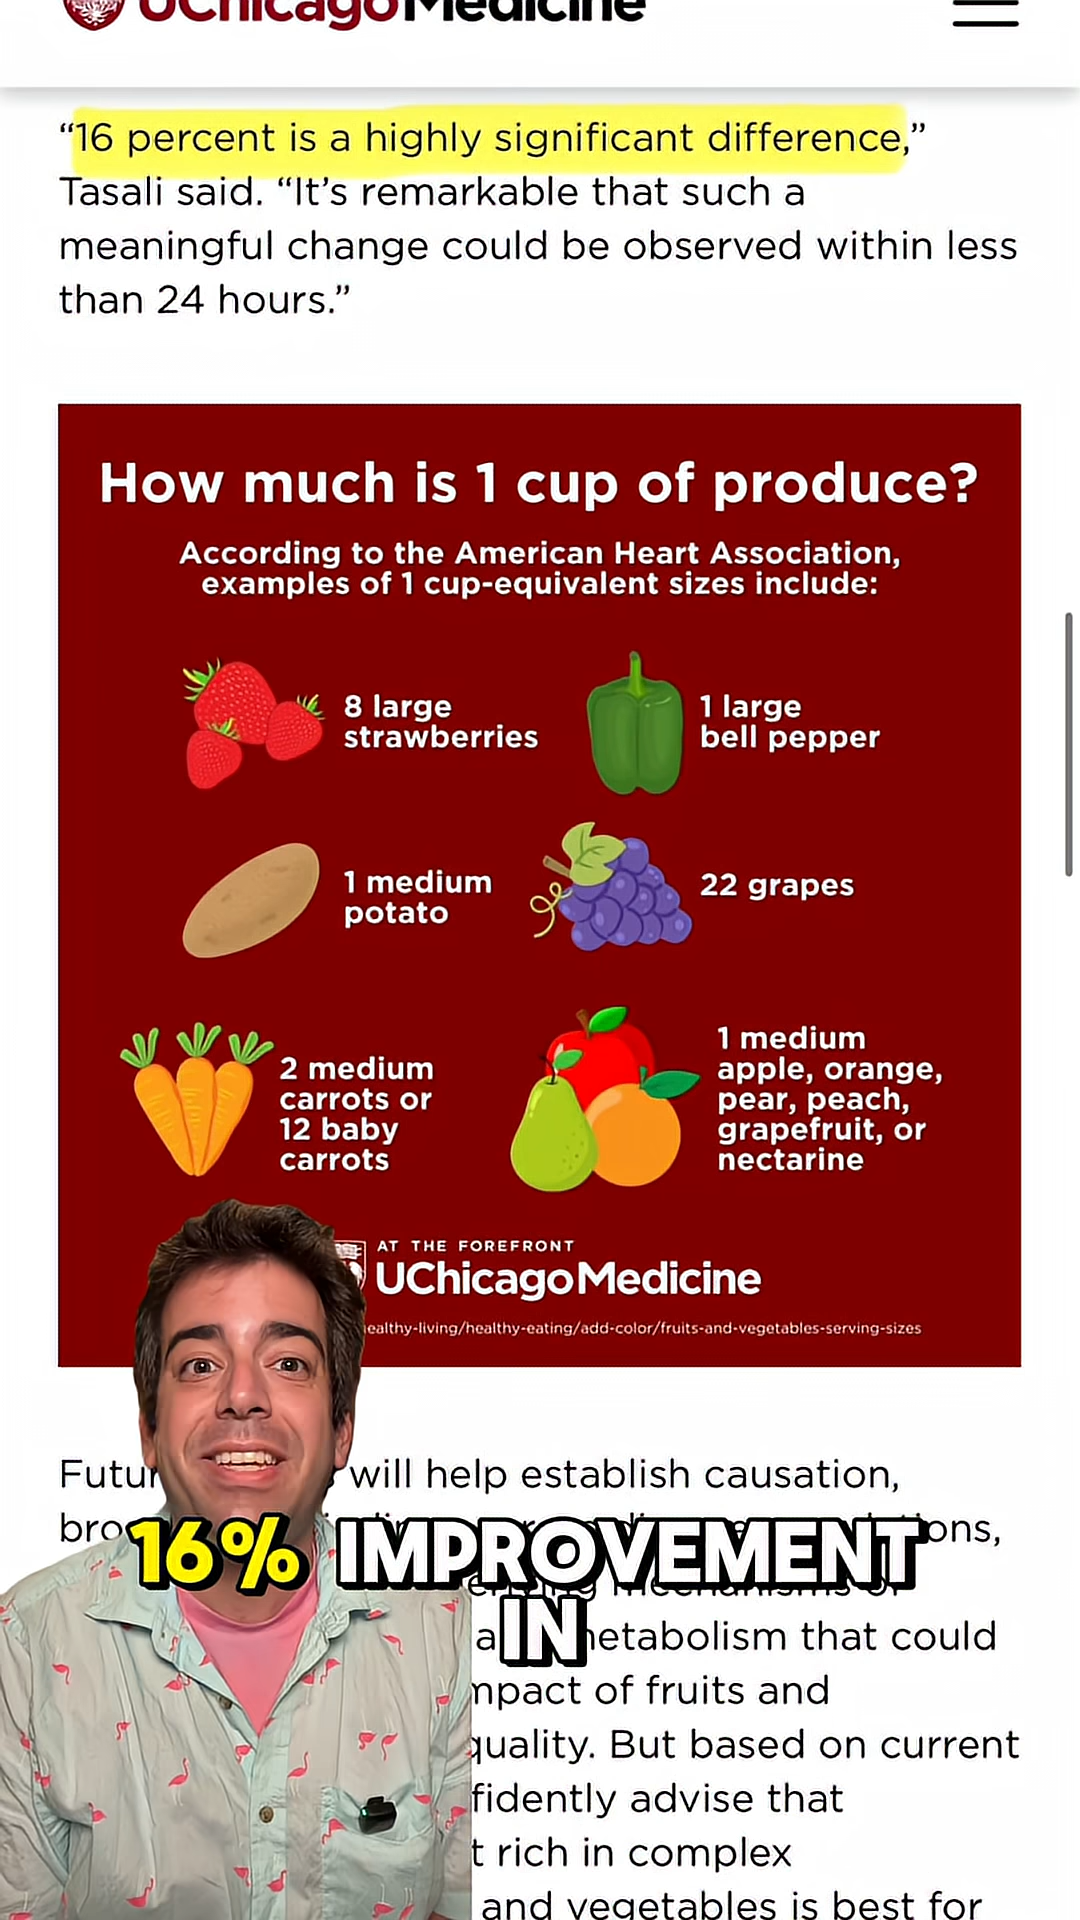 UChicagoMedicine
“16 percent is a highly significant difference,”
Tasali said. “It’s remarkable that such a
meaningful change could be observed within less
than 24 hours.”
How much is 1 cup of produce?
According to the American Heart Association,
examples of 1 cup-equivalent sizes include:
8 large
strawberries
1 large
bell pepper
1 medium
potato
22 grapes
2 medium
carrots or
12 baby
carrots
1 medium
apple, orange,
pear, peach,
grapefruit, or
nectarine
AT THE FOREFRONT
UChicagoMedicine
ealthy-living/healthy-eating/add-color/fruits-and-vegetables-serving-sizes
will help establish causation,
16% IMPROVEMENT
IN
metabolism that could
mpact of fruits and
quality. But based on current
fidently advise that
t rich in complex
and vegetables is best for